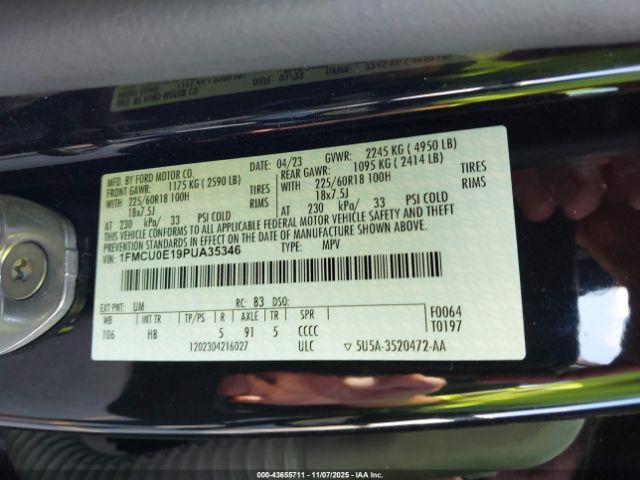 MFD. BY FORD MOTOR CO. DATE: 04/23 GVWR: 2245 KG ( 4950 LB)
FRONT GAWR: 1175 KG ( 2590 LB) REAR GAWR: 1095 KG ( 2414 LB)
WITH 225/60R18 100H TIRES WITH 225/60R18 100H TIRES
18x7.5J RIMS 18x7.5J RIMS
AT 230 kPa/ 33 PSI COLD AT 230 kPa/ 33 PSI COLD
THIS VEHICLE CONFORMS TO ALL APPLICABLE FEDERAL MOTOR VEHICLE SAFETY AND THEFT
PREVENTION STANDARDS IN EFFECT ON THE DATE OF MANUFACTURE SHOWN ABOVE.
VIN: 1FMCU0E19PUA35346 TYPE: MPV
EXT PNT: UM RC: 83 DSO:
WB INT TR TP/PS R AXLE TR SPR F0064
T06 HB 5 91 5 CCCC T0197
1202304216027 ULC ▽ 5U5A-3520472-AA
00-43655711 - 11/07/2025 - IAA Inc.